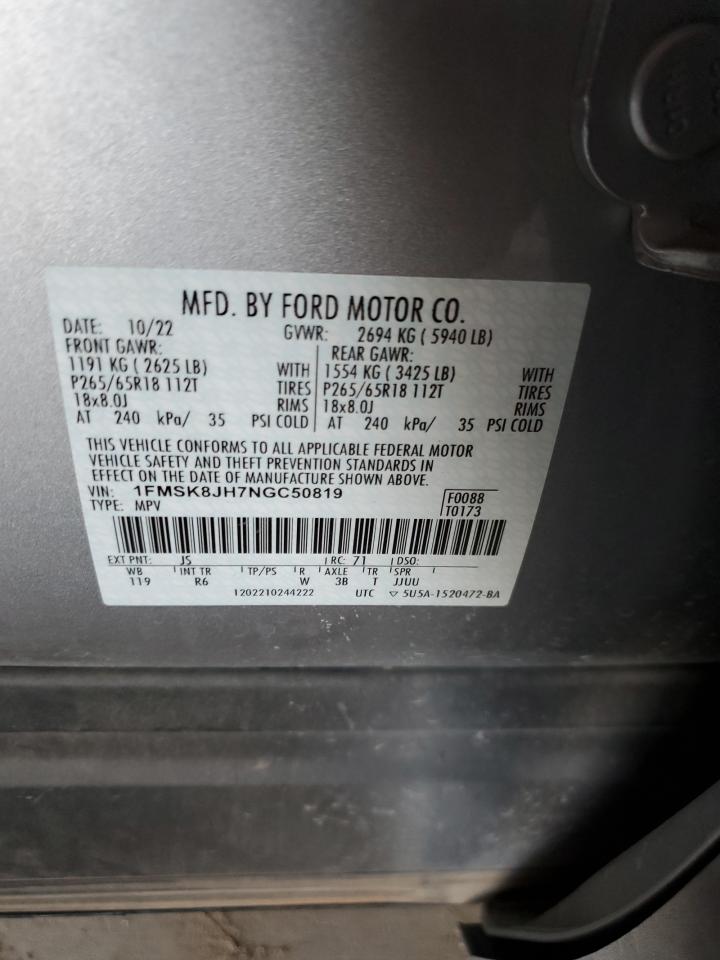 MFD. BY FORD MOTOR CO.
DATE: 10/22 GVWR: 2694 KG ( 5940 LB)
FRONT GAWR: REAR GAWR:
1191 KG ( 2625 LB) WITH 1554 KG ( 3425 LB) WITH
P265/65R18 112T TIRES P265/65R18 112T TIRES
18x8.0J RIMS 18x8.0J RIMS
AT 240 kPa/ 35 PSI COLD AT 240 kPa/ 35 PSI COLD
THIS VEHICLE CONFORMS TO ALL APPLICABLE FEDERAL MOTOR
VEHICLE SAFETY AND THEFT PREVENTION STANDARDS IN
EFFECT ON THE DATE OF MANUFACTURE SHOWN ABOVE.
VIN: 1FMSK8JH7NGC50819 F0088
TYPE: MPV T0173
EXT PNT: JS RC: 71 DSO:
WB INT TR TP/PS R AXLE TR SPR
119 R6 W 3B T JJUU
1202210244222 UTC ▽ 5U5A-1520472-BA